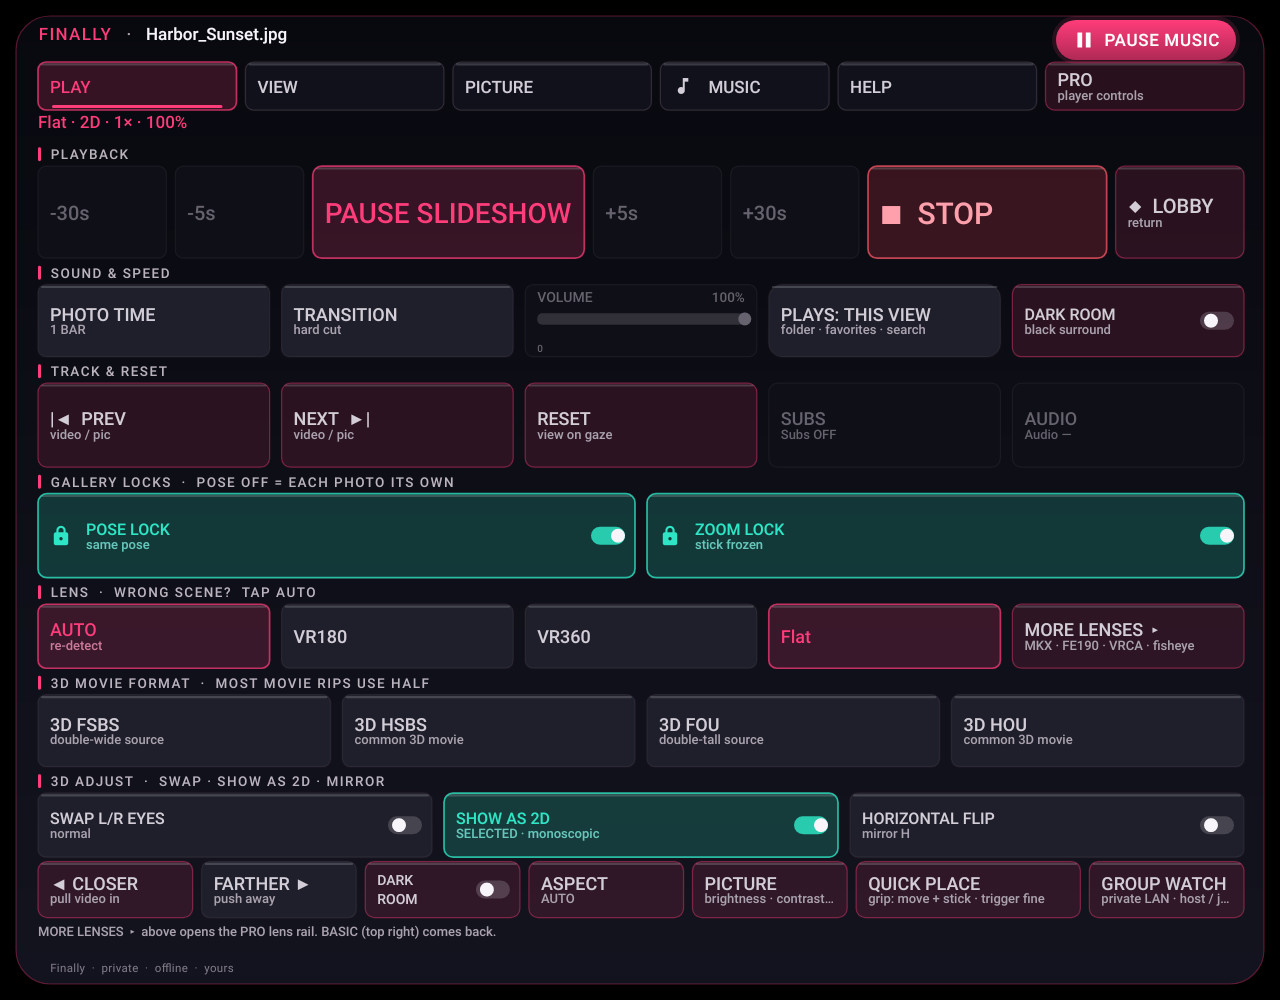 FINALLY · Harbor_Sunset.jpg
PAUSE MUSIC
PLAY
VIEW
PICTURE
MUSIC
HELP
PRO
player controls
Flat · 2D · 1× · 100%
PLAYBACK
-30s
-5s
PAUSE SLIDESHOW
+5s
+30s
■ STOP
◆ LOBBY
return
SOUND & SPEED
PHOTO TIME
1 BAR
TRANSITION
hard cut
VOLUME 100%
0
PLAYS: THIS VIEW
folder · favorites · search
DARK ROOM
black surround
TRACK & RESET
|◄ PREV
video / pic
NEXT ►|
video / pic
RESET
view on gaze
SUBS
Subs OFF
AUDIO
Audio —
GALLERY LOCKS · POSE OFF = EACH PHOTO ITS OWN
POSE LOCK
same pose
ZOOM LOCK
stick frozen
LENS · WRONG SCENE? TAP AUTO
AUTO
re-detect
VR180
VR360
Flat
MORE LENSES ▸
MKX · FE190 · VRCA · fisheye
3D MOVIE FORMAT · MOST MOVIE RIPS USE HALF
3D FSBS
double-wide source
3D HSBS
common 3D movie
3D FOU
double-tall source
3D HOU
common 3D movie
3D ADJUST · SWAP · SHOW AS 2D · MIRROR
SWAP L/R EYES
normal
SHOW AS 2D
SELECTED · monoscopic
HORIZONTAL FLIP
mirror H
◄ CLOSER
pull video in
FARTHER ►
push away
DARK
ROOM
ASPECT
AUTO
PICTURE
brightness · contrast…
QUICK PLACE
grip: move + stick · trigger fine
GROUP WATCH
private LAN · host / j…
MORE LENSES ▸ above opens the PRO lens rail. BASIC (top right) comes back.
Finally · private · offline · yours